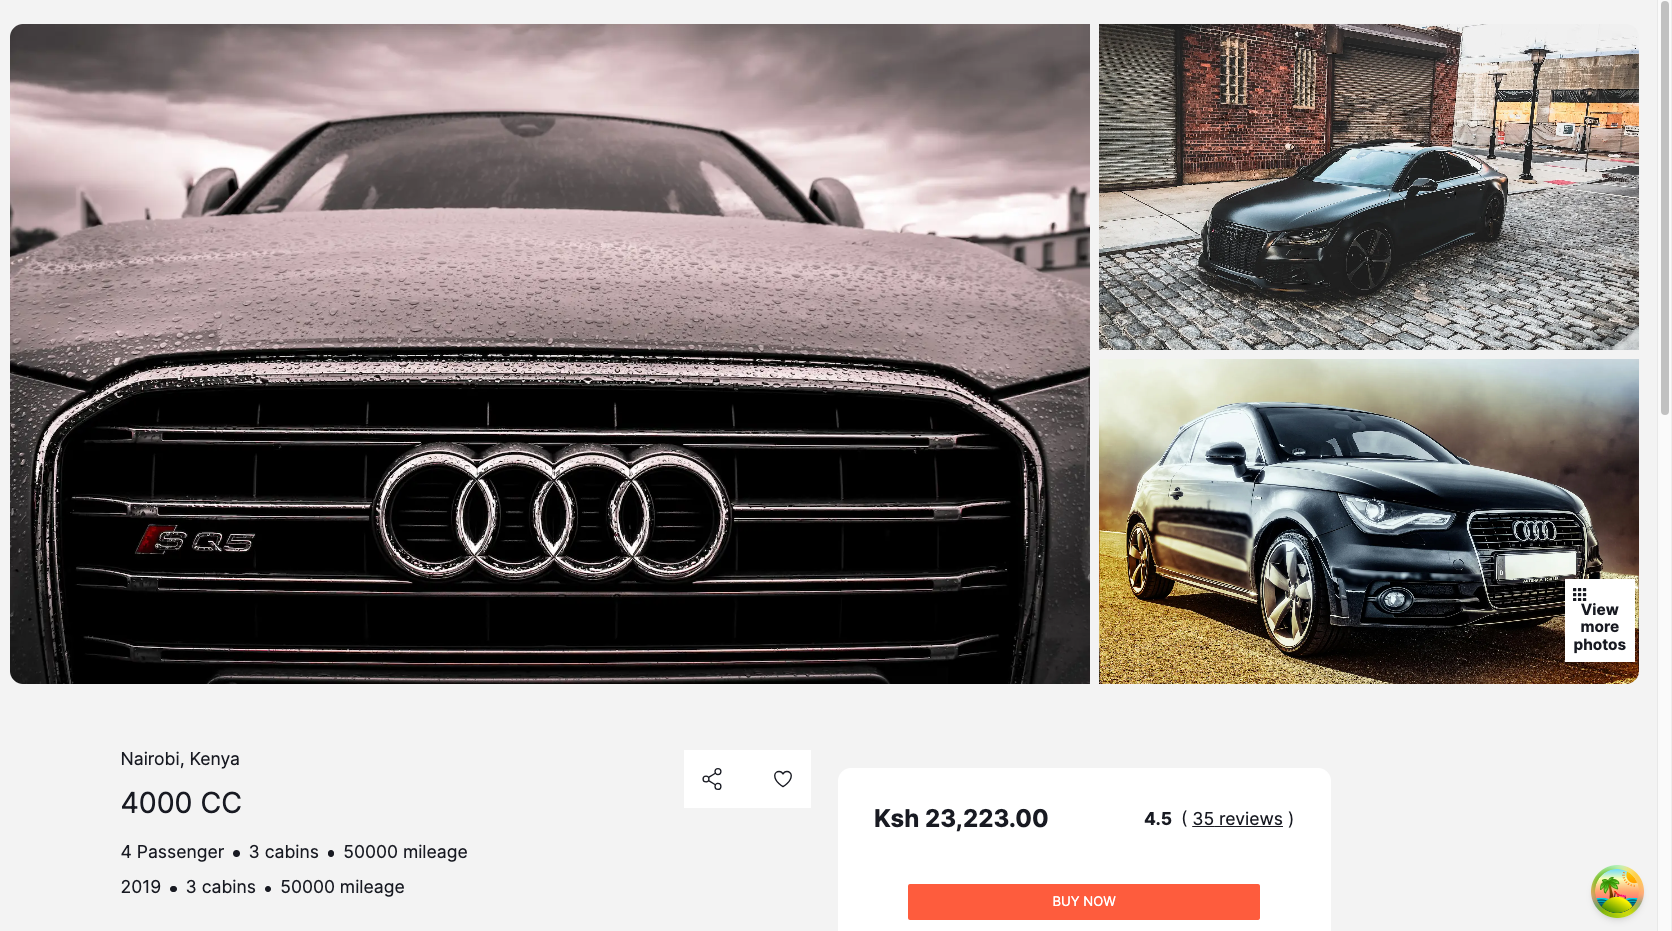 SQ5
View
more
photos
Nairobi, Kenya
4000 CC
4 Passenger • 3 cabins • 50000 mileage
2019 • 3 cabins • 50000 mileage
Ksh 23,223.00
4.5 ( 35 reviews )
BUY NOW